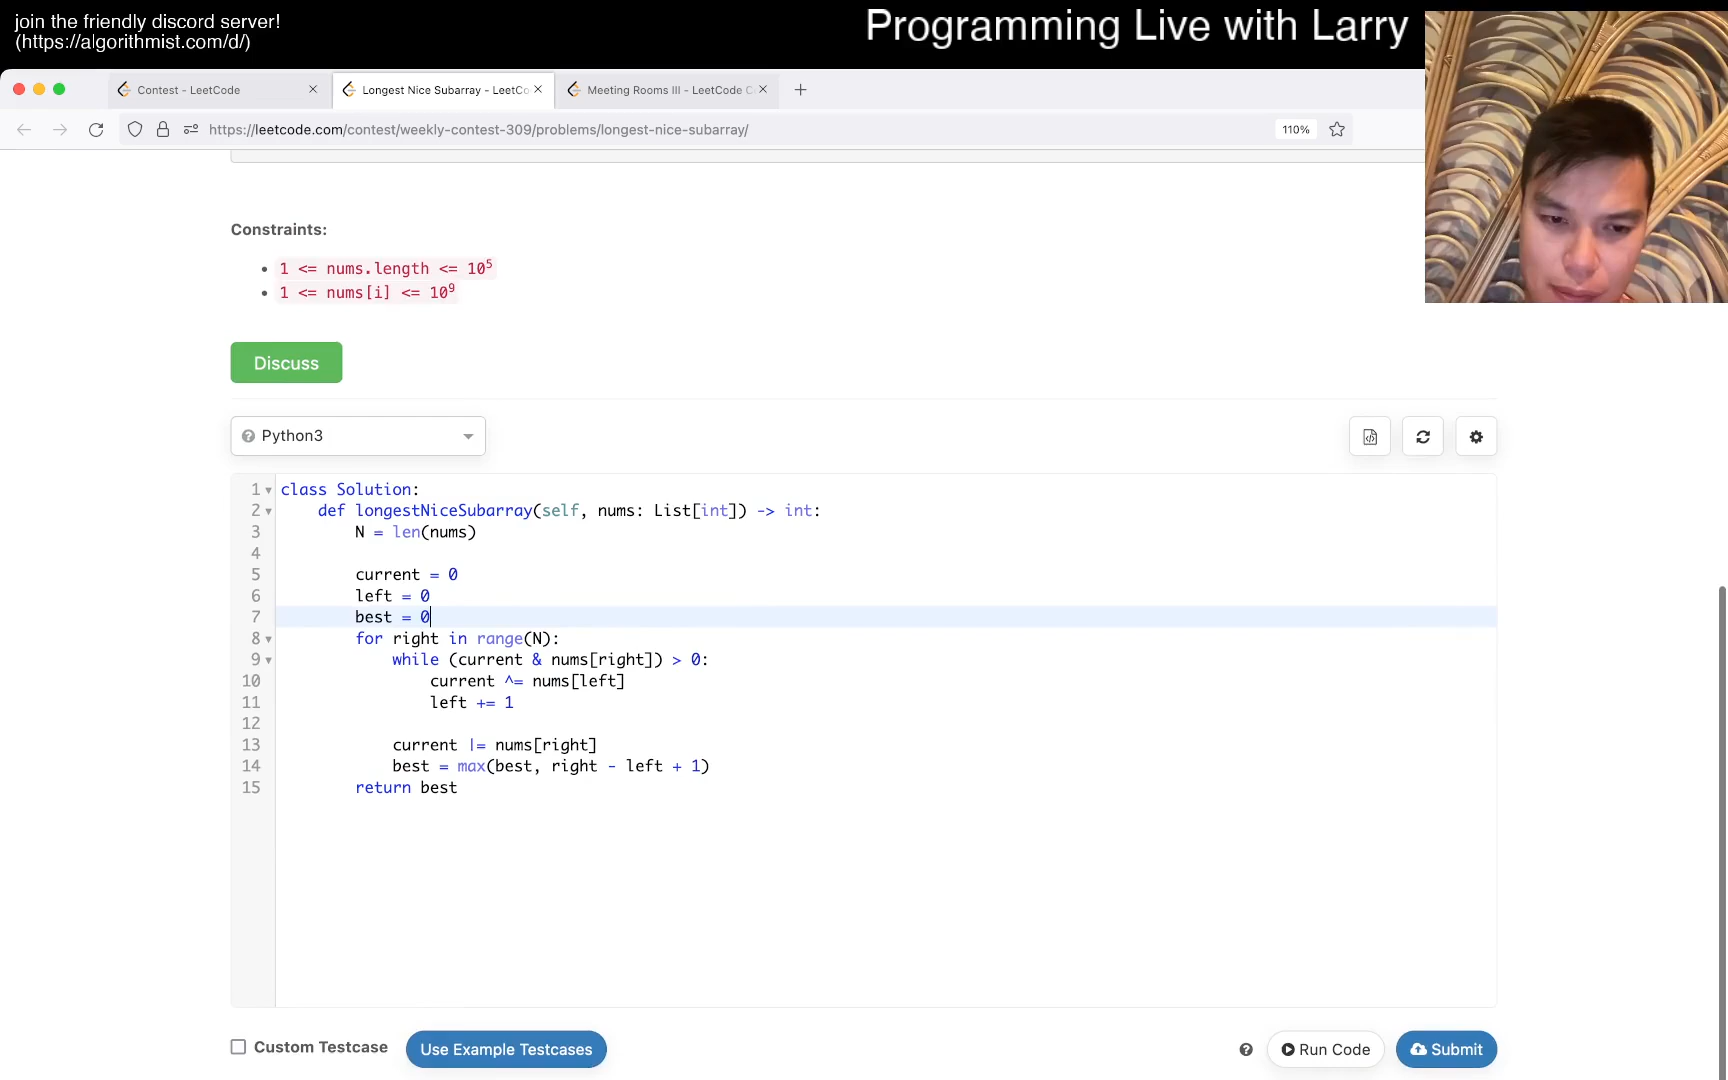 join the friendly discord server!
(https://algorithmist.com/d/)
Programming Live with Larry
Contest - LeetCode
Longest Nice Subarray - LeetCo
Meeting Rooms III - LeetCode C
https://leetcode.com/contest/weekly-contest-309/problems/longest-nice-subarray/
110%
Constraints:
• 1 <= nums.length <= 10⁵
• 1 <= nums[i] <= 10⁹
Discuss
Python3
1 class Solution:
2     def longestNiceSubarray(self, nums: List[int]) -> int:
3         N = len(nums)
4
5         current = 0
6         left = 0
7         best = 0
8         for right in range(N):
9             while (current & nums[right]) > 0:
10                 current ^= nums[left]
11                 left += 1
12
13             current |= nums[right]
14             best = max(best, right - left + 1)
15         return best
Custom Testcase
Use Example Testcases
Run Code
Submit